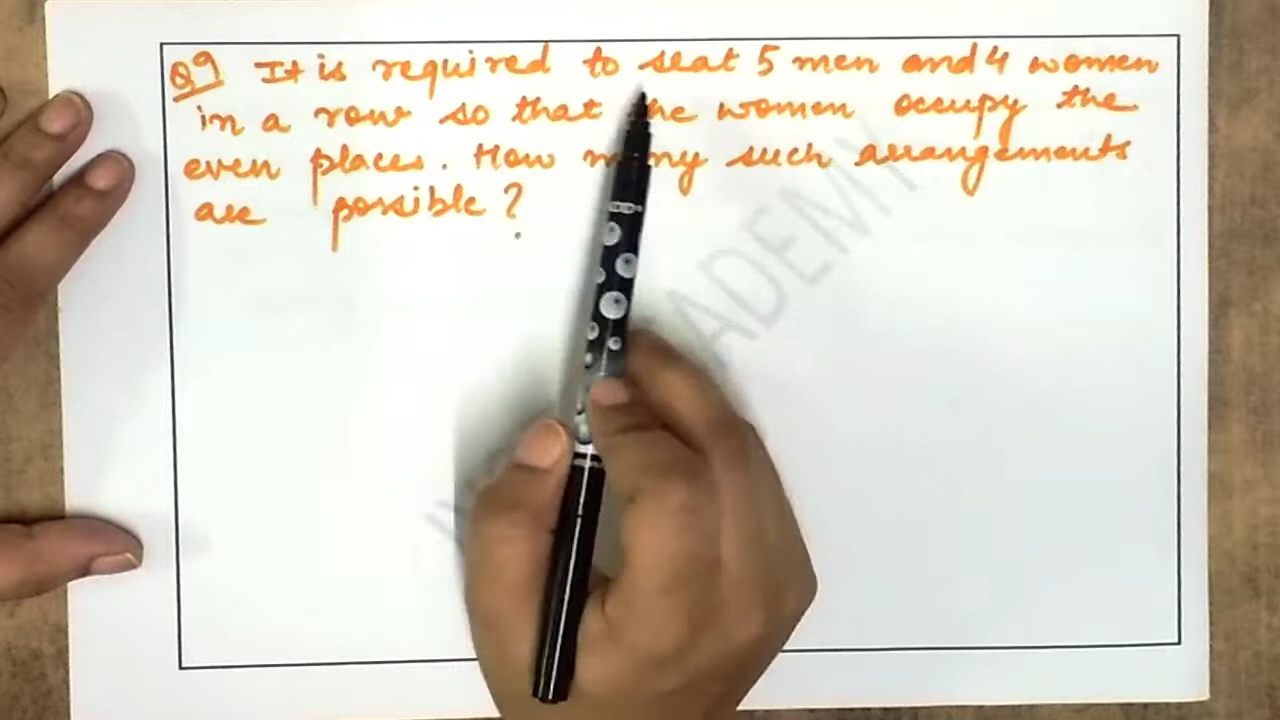 Q9 It is required to seat 5 men and 4 women
in a row so that the women occupy the
even places. How many such arrangements
are possible?
ACADEMY